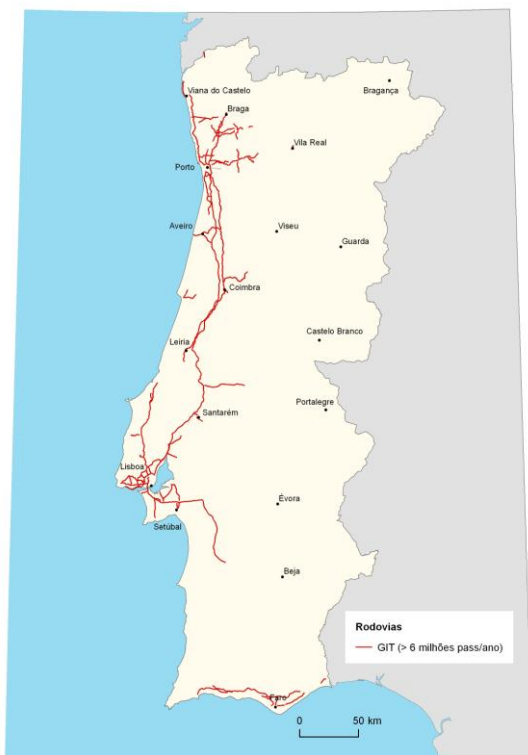 Viana do Castelo
Bragança
Braga
Vila Real
Porto
Aveiro
Viseu
Guarda
Coimbra
Castelo Branco
Leiria
Portalegre
Santarém
Lisboa
Évora
Setúbal
Beja
Rodovias
GIT (> 6 milhões pass/ano)
Faro
0 50 km